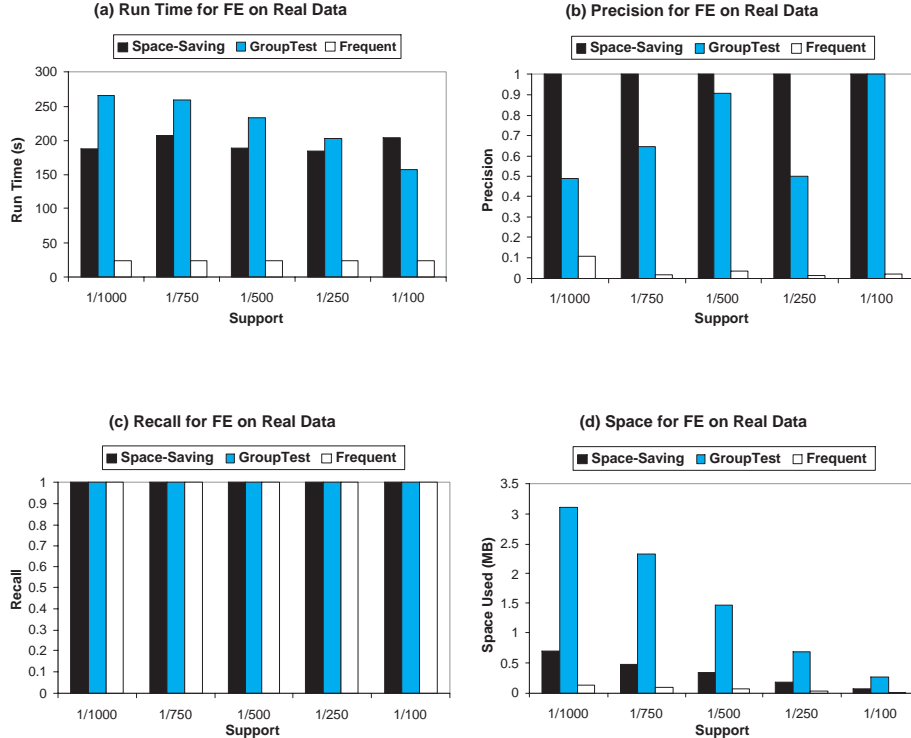 (a) Run Time for FE on Real Data
Space-Saving GroupTest Frequent
300
250
200
150
100
50
0
Run Time (s)
1/1000 1/750 1/500 1/250 1/100
Support
(b) Precision for FE on Real Data
Space-Saving GroupTest Frequent
1
0.9
0.8
0.7
0.6
0.5
0.4
0.3
0.2
0.1
0
Precision
1/1000 1/750 1/500 1/250 1/100
Support
(c) Recall for FE on Real Data
Space-Saving GroupTest Frequent
1
0.9
0.8
0.7
0.6
0.5
0.4
0.3
0.2
0.1
0
Recall
1/1000 1/750 1/500 1/250 1/100
Support
(d) Space for FE on Real Data
Space-Saving GroupTest Frequent
3.5
3
2.5
2
1.5
1
0.5
0
Space Used (MB)
1/1000 1/750 1/500 1/250 1/100
Support